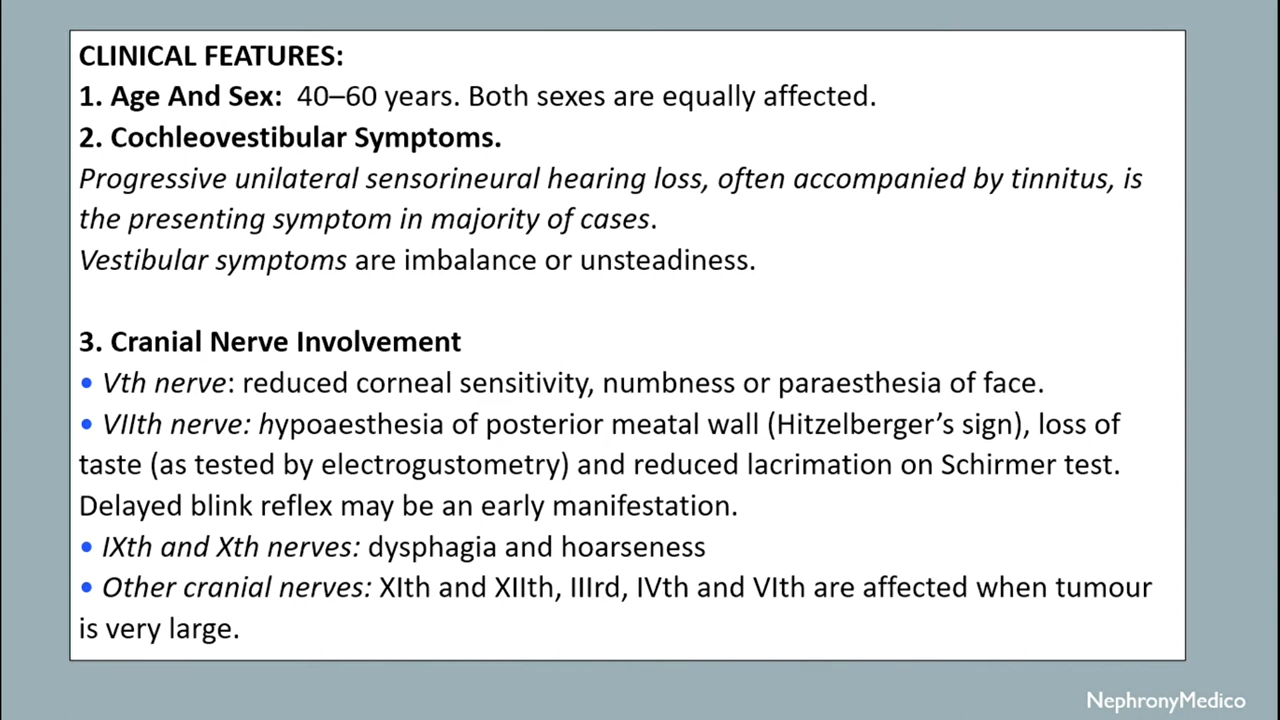 CLINICAL FEATURES:
1. Age And Sex: 40–60 years. Both sexes are equally affected.
2. Cochleovestibular Symptoms.
Progressive unilateral sensorineural hearing loss, often accompanied by tinnitus, is
the presenting symptom in majority of cases.
Vestibular symptoms are imbalance or unsteadiness.
3. Cranial Nerve Involvement
• Vth nerve: reduced corneal sensitivity, numbness or paraesthesia of face.
• VIIth nerve: hypoaesthesia of posterior meatal wall (Hitzelberger’s sign), loss of
taste (as tested by electrogustometry) and reduced lacrimation on Schirmer test.
Delayed blink reflex may be an early manifestation.
• IXth and Xth nerves: dysphagia and hoarseness
• Other cranial nerves: XIth and XIIth, IIIrd, IVth and VIth are affected when tumour
is very large.
NephronyMedico